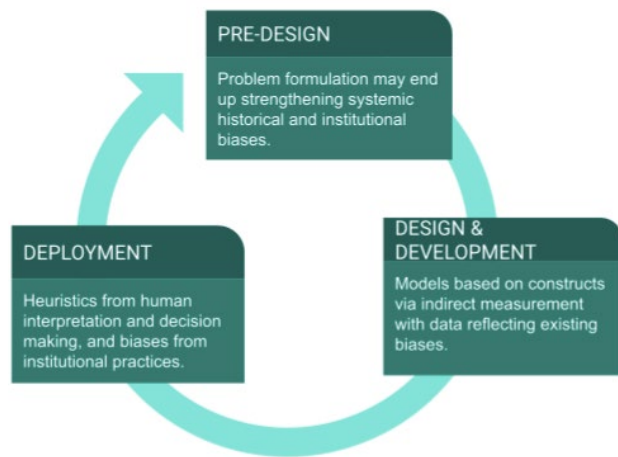 PRE-DESIGN
Problem formulation may end
up strengthening systemic
historical and institutional
biases.
DESIGN &
DEVELOPMENT
Models based on constructs
via indirect measurement
with data reflecting existing
biases.
DEPLOYMENT
Heuristics from human
interpretation and decision
making, and biases from
institutional practices.